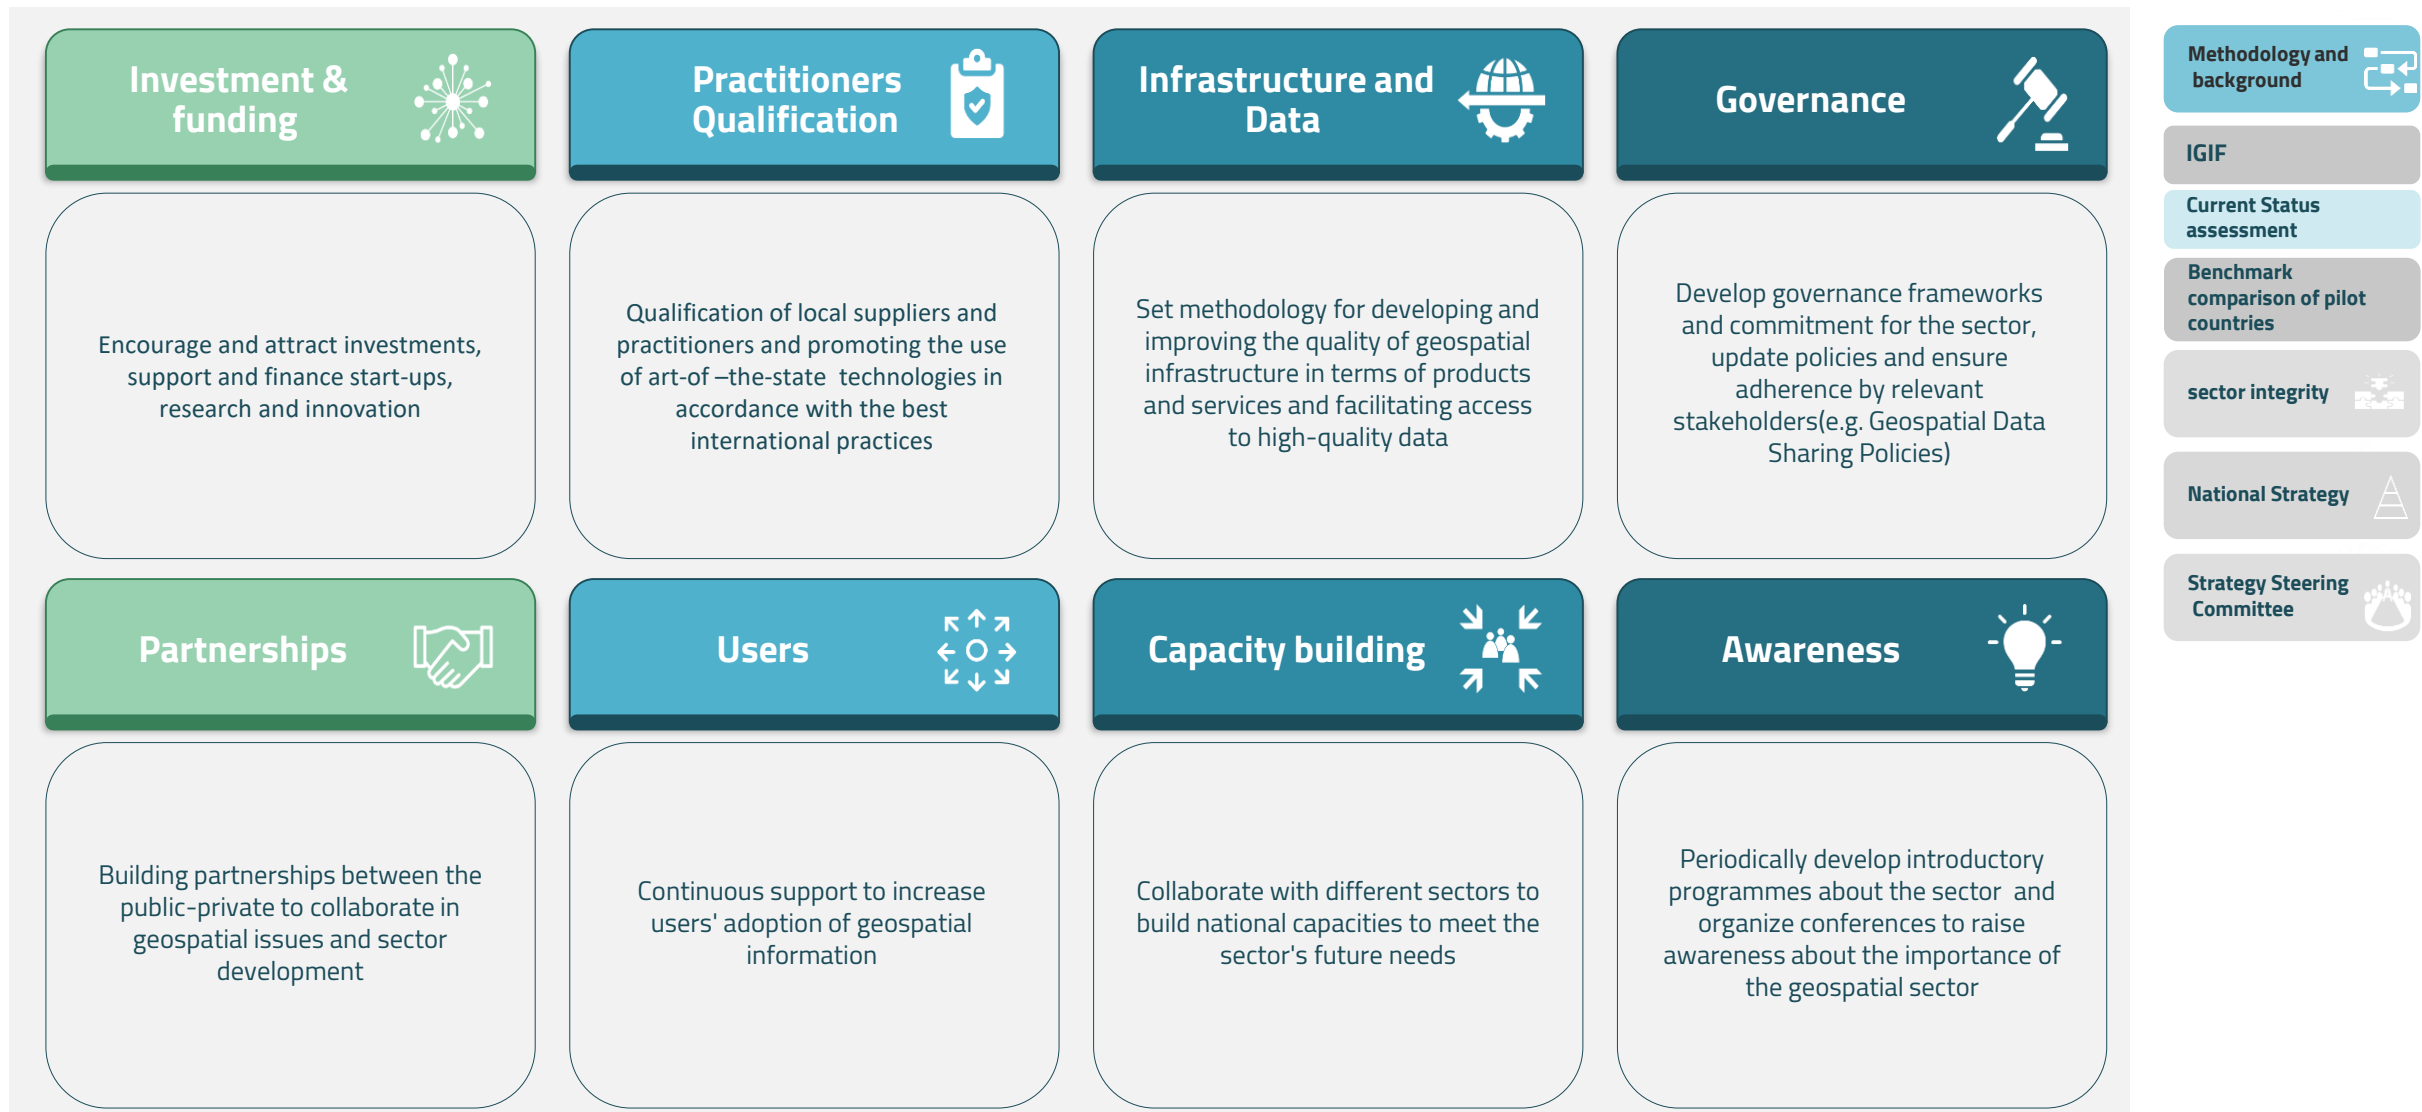 Investment &
funding
Encourage and attract investments,
support and finance start-ups,
research and innovation
Practitioners
Qualification
Qualification of local suppliers and
practitioners and promoting the use
of art-of –the-state technologies in
accordance with the best
international practices
Infrastructure and
Data
Set methodology for developing and
improving the quality of geospatial
infrastructure in terms of products
and services and facilitating access
to high-quality data
Governance
Develop governance frameworks
and commitment for the sector,
update policies and ensure
adherence by relevant
stakeholders(e.g. Geospatial Data
Sharing Policies)
Partnerships
Building partnerships between the
public-private to collaborate in
geospatial issues and sector
development
Users
Continuous support to increase
users' adoption of geospatial
information
Capacity building
Collaborate with different sectors to
build national capacities to meet the
sector's future needs
Awareness
Periodically develop introductory
programmes about the sector and
organize conferences to raise
awareness about the importance of
the geospatial sector
Methodology and
background
IGIF
Current Status
assessment
Benchmark
comparison of pilot
countries
sector integrity
National Strategy
Strategy Steering
Committee